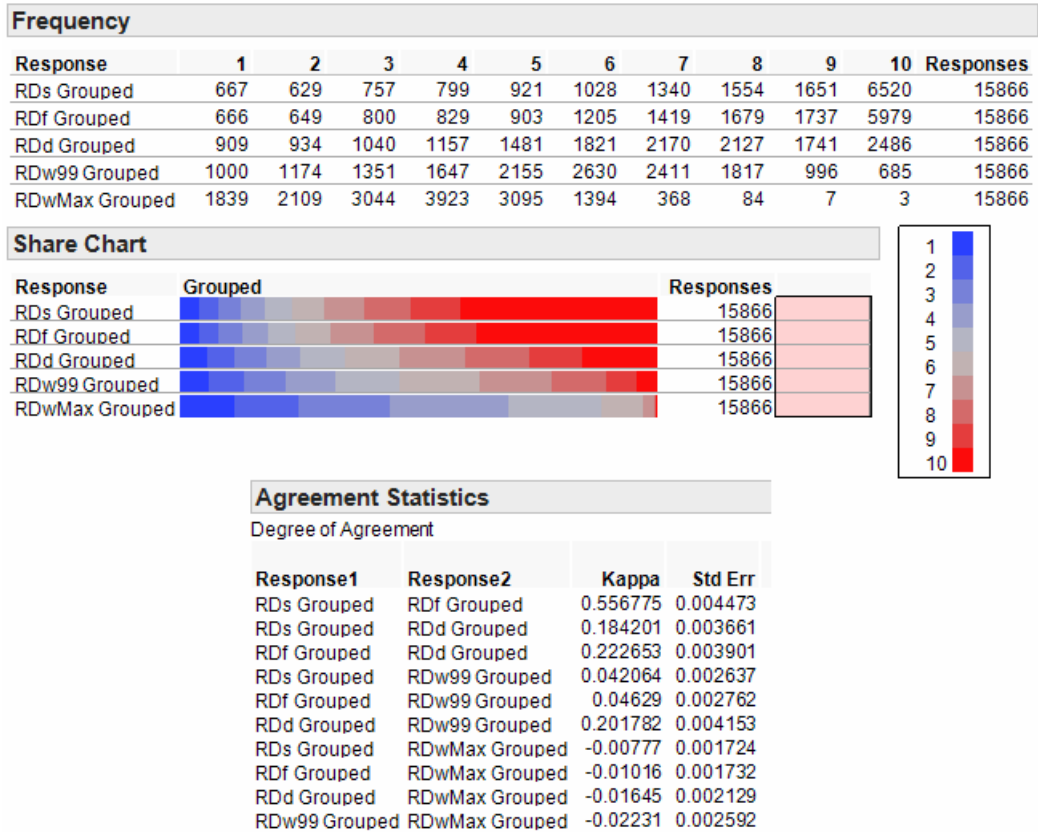 Frequency
Response 1 2 3 4 5 6 7 8 9 10 Responses
RDs Grouped 667 629 757 799 921 1028 1340 1554 1651 6520 15866
RDf Grouped 666 649 800 829 903 1205 1419 1679 1737 5979 15866
RDd Grouped 909 934 1040 1157 1481 1821 2170 2127 1741 2486 15866
RDw99 Grouped 1000 1174 1351 1647 2155 2630 2411 1817 996 685 15866
RDwMax Grouped 1839 2109 3044 3923 3095 1394 368 84 7 3 15866
Share Chart
Response Grouped Responses
RDs Grouped 15866
RDf Grouped 15866
RDd Grouped 15866
RDw99 Grouped 15866
RDwMax Grouped 15866
1
2
3
4
5
6
7
8
9
10
Agreement Statistics
Degree of Agreement
Response1 Response2 Kappa Std Err
RDs Grouped RDf Grouped 0.556775 0.004473
RDs Grouped RDd Grouped 0.184201 0.003661
RDf Grouped RDd Grouped 0.222653 0.003901
RDs Grouped RDw99 Grouped 0.042064 0.002637
RDf Grouped RDw99 Grouped 0.04629 0.002762
RDd Grouped RDw99 Grouped 0.201782 0.004153
RDs Grouped RDwMax Grouped -0.00777 0.001724
RDf Grouped RDwMax Grouped -0.01016 0.001732
RDd Grouped RDwMax Grouped -0.01645 0.002129
RDw99 Grouped RDwMax Grouped -0.02231 0.002592